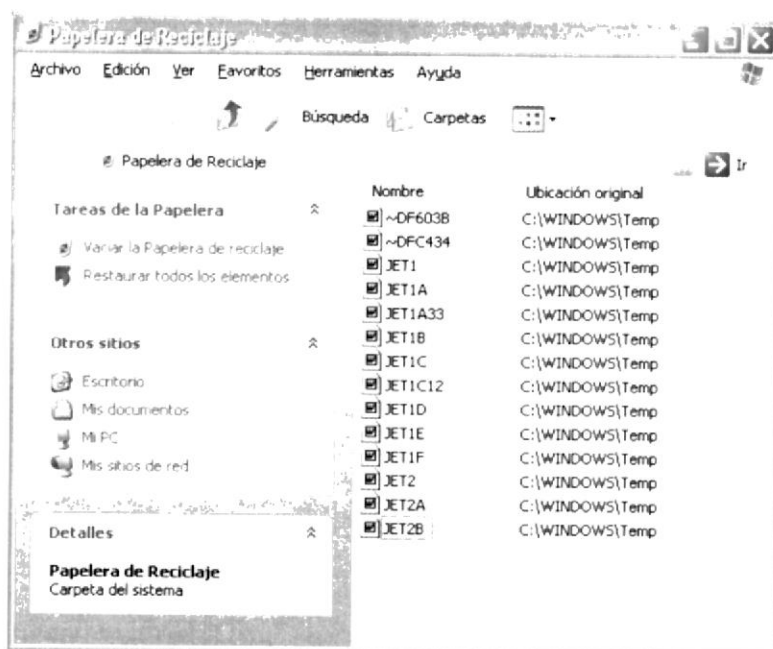 Papelera de Reciclaje
Archivo Edición Ver Favoritos Herramientas Ayuda
Búsqueda Carpetas
Papelera de Reciclaje Ir
Tareas de la Papelera
Vaciar la Papelera de reciclaje
Restaurar todos los elementos
Otros sitios
Escritorio
Mis documentos
Mi PC
Mis sitios de red
Detalles
Papelera de Reciclaje
Carpeta del sistema
Nombre Ubicación original
~DF603B C:\WINDOWS\Temp
~DFC434 C:\WINDOWS\Temp
JET1 C:\WINDOWS\Temp
JET1A C:\WINDOWS\Temp
JET1A33 C:\WINDOWS\Temp
JET1B C:\WINDOWS\Temp
JET1C C:\WINDOWS\Temp
JET1C12 C:\WINDOWS\Temp
JET1D C:\WINDOWS\Temp
JET1E C:\WINDOWS\Temp
JET1F C:\WINDOWS\Temp
JET2 C:\WINDOWS\Temp
JET2A C:\WINDOWS\Temp
JET2B C:\WINDOWS\Temp